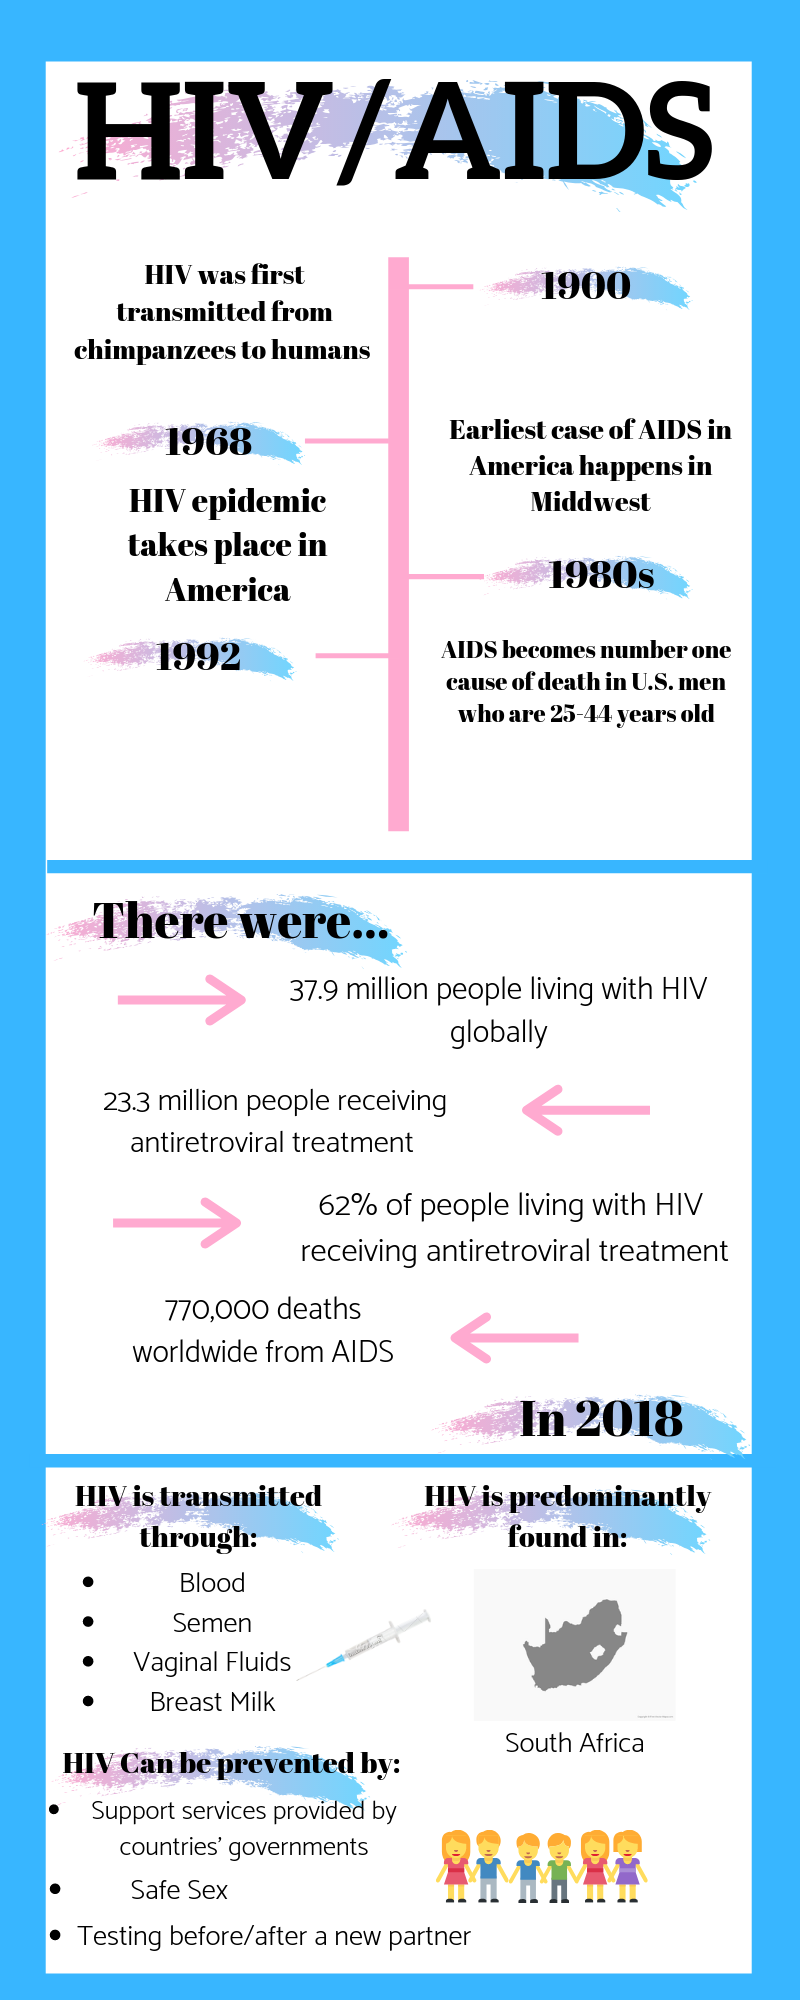 HIV/AIDS
HIV was first
transmitted from
chimpanzees to humans
1900
1968
Earliest case of AIDS in
America happens in
Middwest
HIV epidemic
takes place in
America
1980s
1992
AIDS becomes number one
cause of death in U.S. men
who are 25-44 years old
There were...
37.9 million people living with HIV
globally
23.3 million people receiving
antiretroviral treatment
62% of people living with HIV
receiving antiretroviral treatment
770,000 deaths
worldwide from AIDS
In 2018
HIV is transmitted
through:
• Blood
• Semen
• Vaginal Fluids
• Breast Milk
HIV is predominantly
found in:
South Africa
HIV Can be prevented by:
• Support services provided by
countries' governments
• Safe Sex
• Testing before/after a new partner